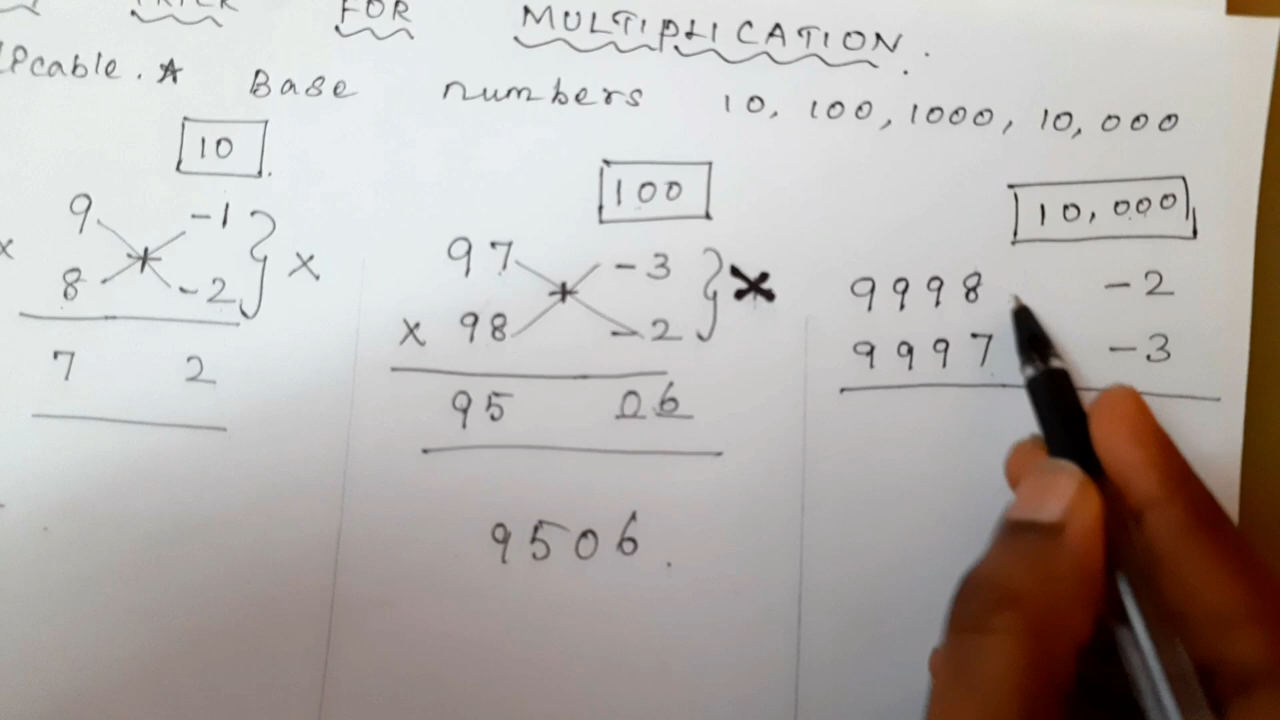 FOR MULTIPLICATION.
Base numbers 10, 100, 1000, 10,000
10
9 -1
8 -2
x } x
7 2
100
97 -3
x 98 -2
} x
95 06
9506.
10,000
9998 -2
9997 -3